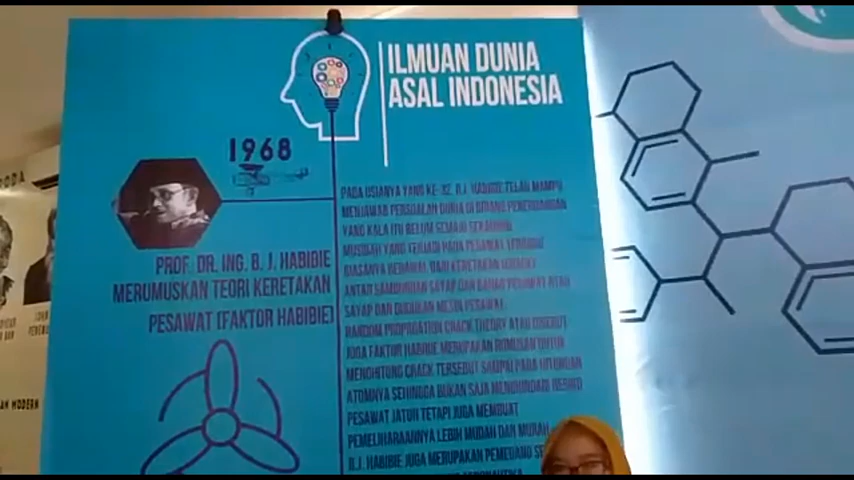 ILMUAN DUNIA
ASAL INDONESIA
1968
PROF. DR. ING. B. J. HABIBIE
MERUMUSKAN TEORI KERETAKAN
PESAWAT (FAKTOR HABIBIE)
PADA USIANYA YANG KE- 32, B.J. HABIBIE TELAH MAMPU
MENJAWAB PERSOALAN DUNIA DI BIDANG PENERBANGAN
YANG KALA ITU BELUM SEMAJU SEKARANG.
MUSIBAH YANG TERJADI PADA PESAWAT TERBANG
BIASANYA BERAWAL DARI KERETAKAN
ANTAR SAMBUNGAN SAYAP DAN BADAN PESAWAT ATAU
SAYAP DAN DUDUKAN MESIN PESAWAT.
RANDOM PROPAGATION CRACK THEORY ATAU DISEBUT
JUGA FAKTOR HABIBIE MERUPAKAN RUMUSAN UNTUK
MENGHITUNG CRACK TERSEBUT SAMPAI PADA HITUNGAN
ATOMNYA SEHINGGA BUKAN SAJA MENGHINDARI RESIKO
PESAWAT JATUH TETAPI JUGA MEMBUAT
PEMELIHARAANNYA LEBIH MUDAH DAN MURAH.
B.J. HABIBIE JUGA MERUPAKAN